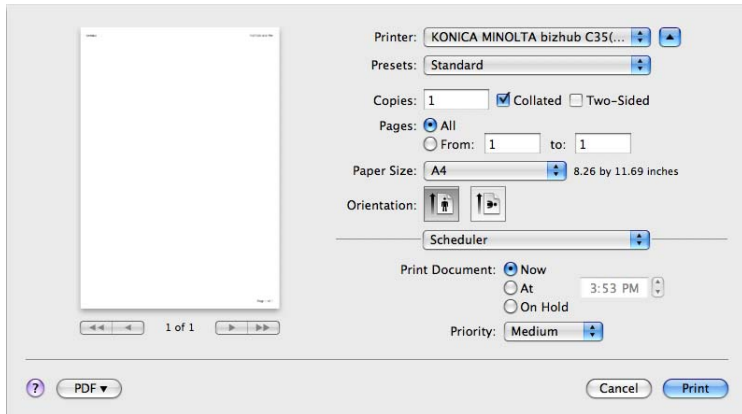 Printer: KONICA MINOLTA bizhub C35(...
Presets: Standard
Copies: 1 Collated Two-Sided
Pages: All
From: 1 to: 1
Paper Size: A4 8.26 by 11.69 inches
Orientation:
Scheduler
Print Document: Now
At 3:53 PM
On Hold
Priority: Medium
1 of 1
? PDF ▼
Cancel Print